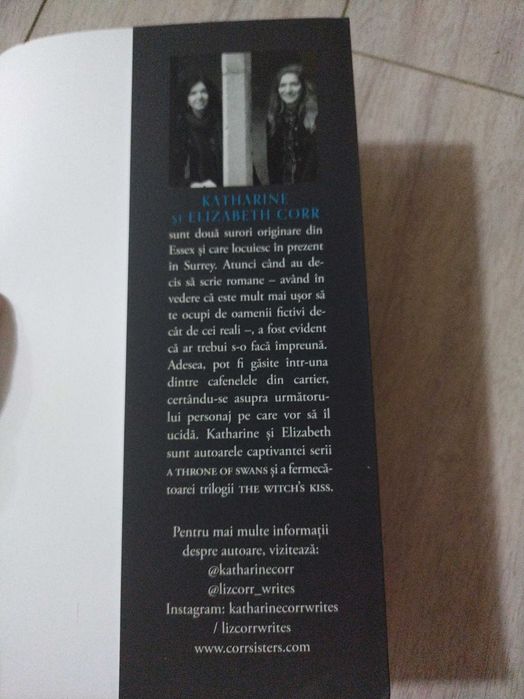 KATHARINE
și ELIZABETH CORR
sunt două surori originare din
Essex și care locuiesc în prezent
în Surrey. Atunci când au de-
cis să scrie romane – având în
vedere că este mult mai ușor să
te ocupi de oamenii fictivi de-
cât de cei reali –, a fost evident
că ar trebui s-o facă împreună.
Adesea, pot fi găsite într-una
dintre cafenelele din cartier,
certându-se asupra următoru-
lui personaj pe care vor să îl
ucidă. Katharine și Elizabeth
sunt autoarele captivantei serii
A THRONE OF SWANS și a fermecă-
toarei trilogii THE WITCH'S KISS.
Pentru mai multe informații
despre autoare, vizitează:
@katharinecorr
@lizcorr_writes
Instagram: katharinecorrwrites
/ lizcorrwrites
www.corrsisters.com